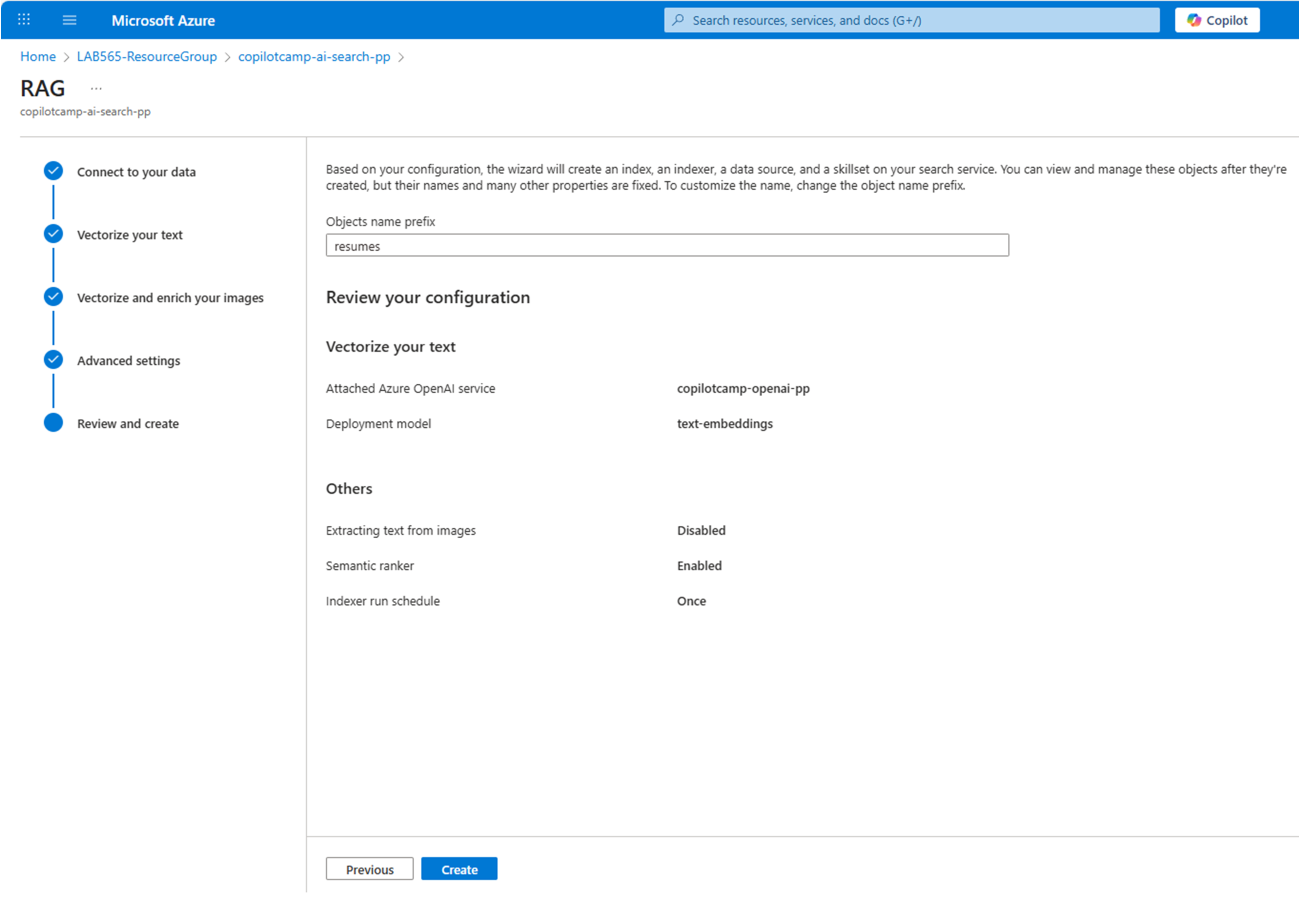 Microsoft Azure
Search resources, services, and docs (G+/)
Copilot
Home > LAB565-ResourceGroup > copilotcamp-ai-search-pp >
RAG ...
copilotcamp-ai-search-pp
Connect to your data
Vectorize your text
Vectorize and enrich your images
Advanced settings
Review and create
Based on your configuration, the wizard will create an index, an indexer, a data source, and a skillset on your search service. You can view and manage these objects after they're
created, but their names and many other properties are fixed. To customize the name, change the object name prefix.
Objects name prefix
resumes
Review your configuration
Vectorize your text
Attached Azure OpenAI service copilotcamp-openai-pp
Deployment model text-embeddings
Others
Extracting text from images Disabled
Semantic ranker Enabled
Indexer run schedule Once
Previous Create